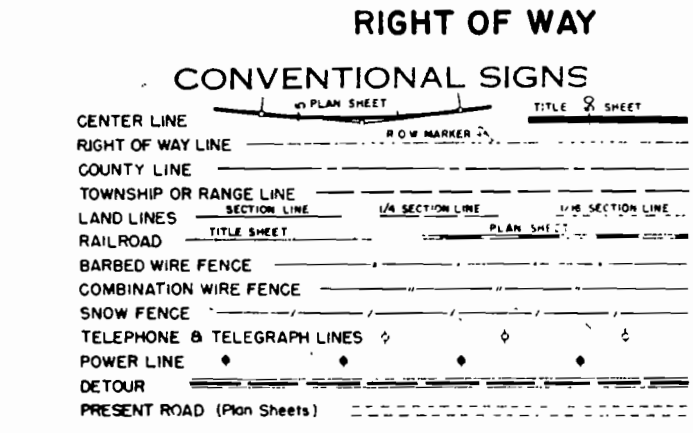 RIGHT OF WAY
CONVENTIONAL SIGNS
CENTER LINE PLAN SHEET TITLE SHEET
RIGHT OF WAY LINE ROW MARKER
COUNTY LINE
TOWNSHIP OR RANGE LINE
LAND LINES SECTION LINE 1/4 SECTION LINE 1/16 SECTION LINE
RAILROAD TITLE SHEET PLAN SHEET
BARBED WIRE FENCE
COMBINATION WIRE FENCE
SNOW FENCE
TELEPHONE & TELEGRAPH LINES
POWER LINE
DETOUR
PRESENT ROAD (Plan Sheets)